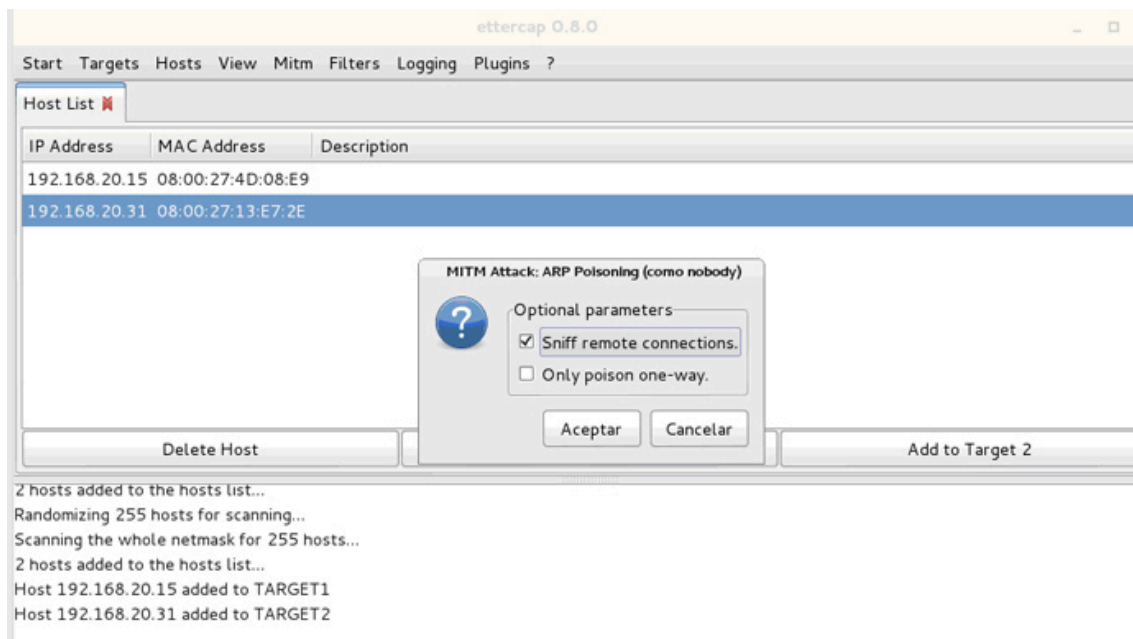 ettercap 0.8.0
Start Targets Hosts View Mitm Filters Logging Plugins ?
Host List
IP Address MAC Address Description
192.168.20.15 08:00:27:4D:08:E9
192.168.20.31 08:00:27:13:E7:2E
MITM Attack: ARP Poisoning (como nobody)
Optional parameters
Sniff remote connections.
Only poison one-way.
Aceptar Cancelar
Delete Host Add to Target 2
2 hosts added to the hosts list...
Randomizing 255 hosts for scanning...
Scanning the whole netmask for 255 hosts...
2 hosts added to the hosts list...
Host 192.168.20.15 added to TARGET1
Host 192.168.20.31 added to TARGET2